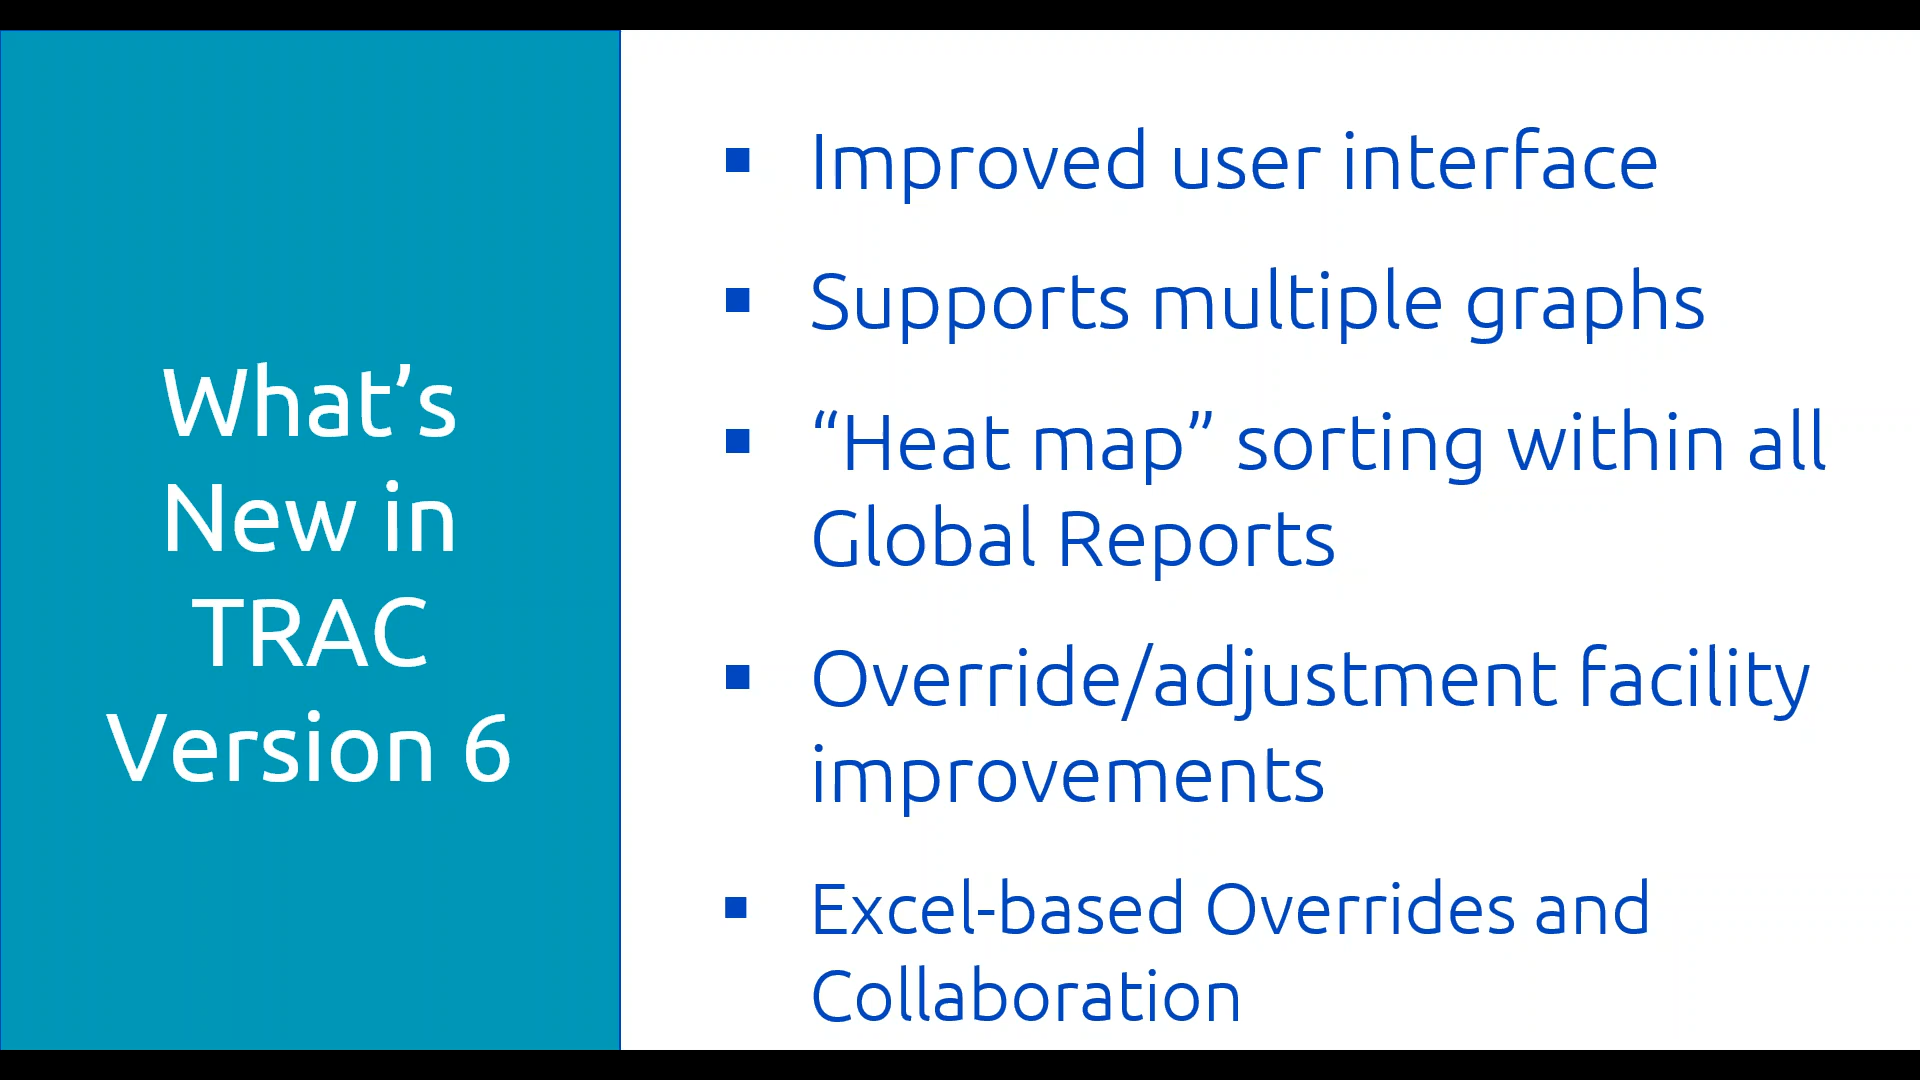 What’s
New in
TRAC
Version 6
▪ Improved user interface
▪ Supports multiple graphs
▪ “Heat map” sorting within all
Global Reports
▪ Override/adjustment facility
improvements
▪ Excel-based Overrides and
Collaboration